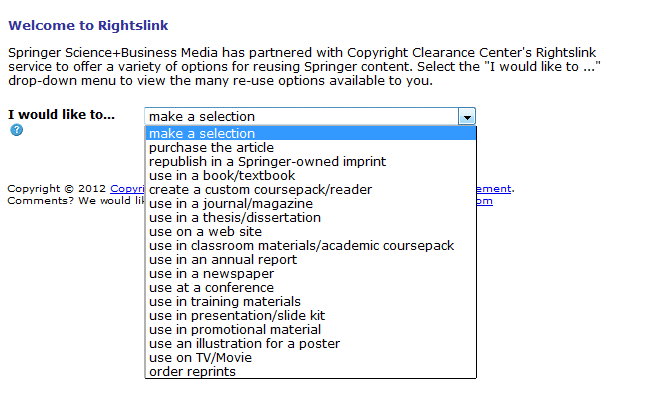 Welcome to Rightslink
Springer Science+Business Media has partnered with Copyright Clearance Center's Rightslink
service to offer a variety of options for reusing Springer content. Select the "I would like to ..."
drop-down menu to view the many re-use options available to you.
I would like to...
make a selection
?
make a selection
purchase the article
republish in a Springer-owned imprint
use in a book/textbook
create a custom coursepack/reader
use in a journal/magazine
use in a thesis/dissertation
use on a web site
use in classroom materials/academic coursepack
use in an annual report
use in a newspaper
use at a conference
use in training materials
use in presentation/slide kit
use in promotional material
use an illustration for a poster
use on TV/Movie
order reprints
Copyright © 2012 Copyri ement.
Comments? We would lik om